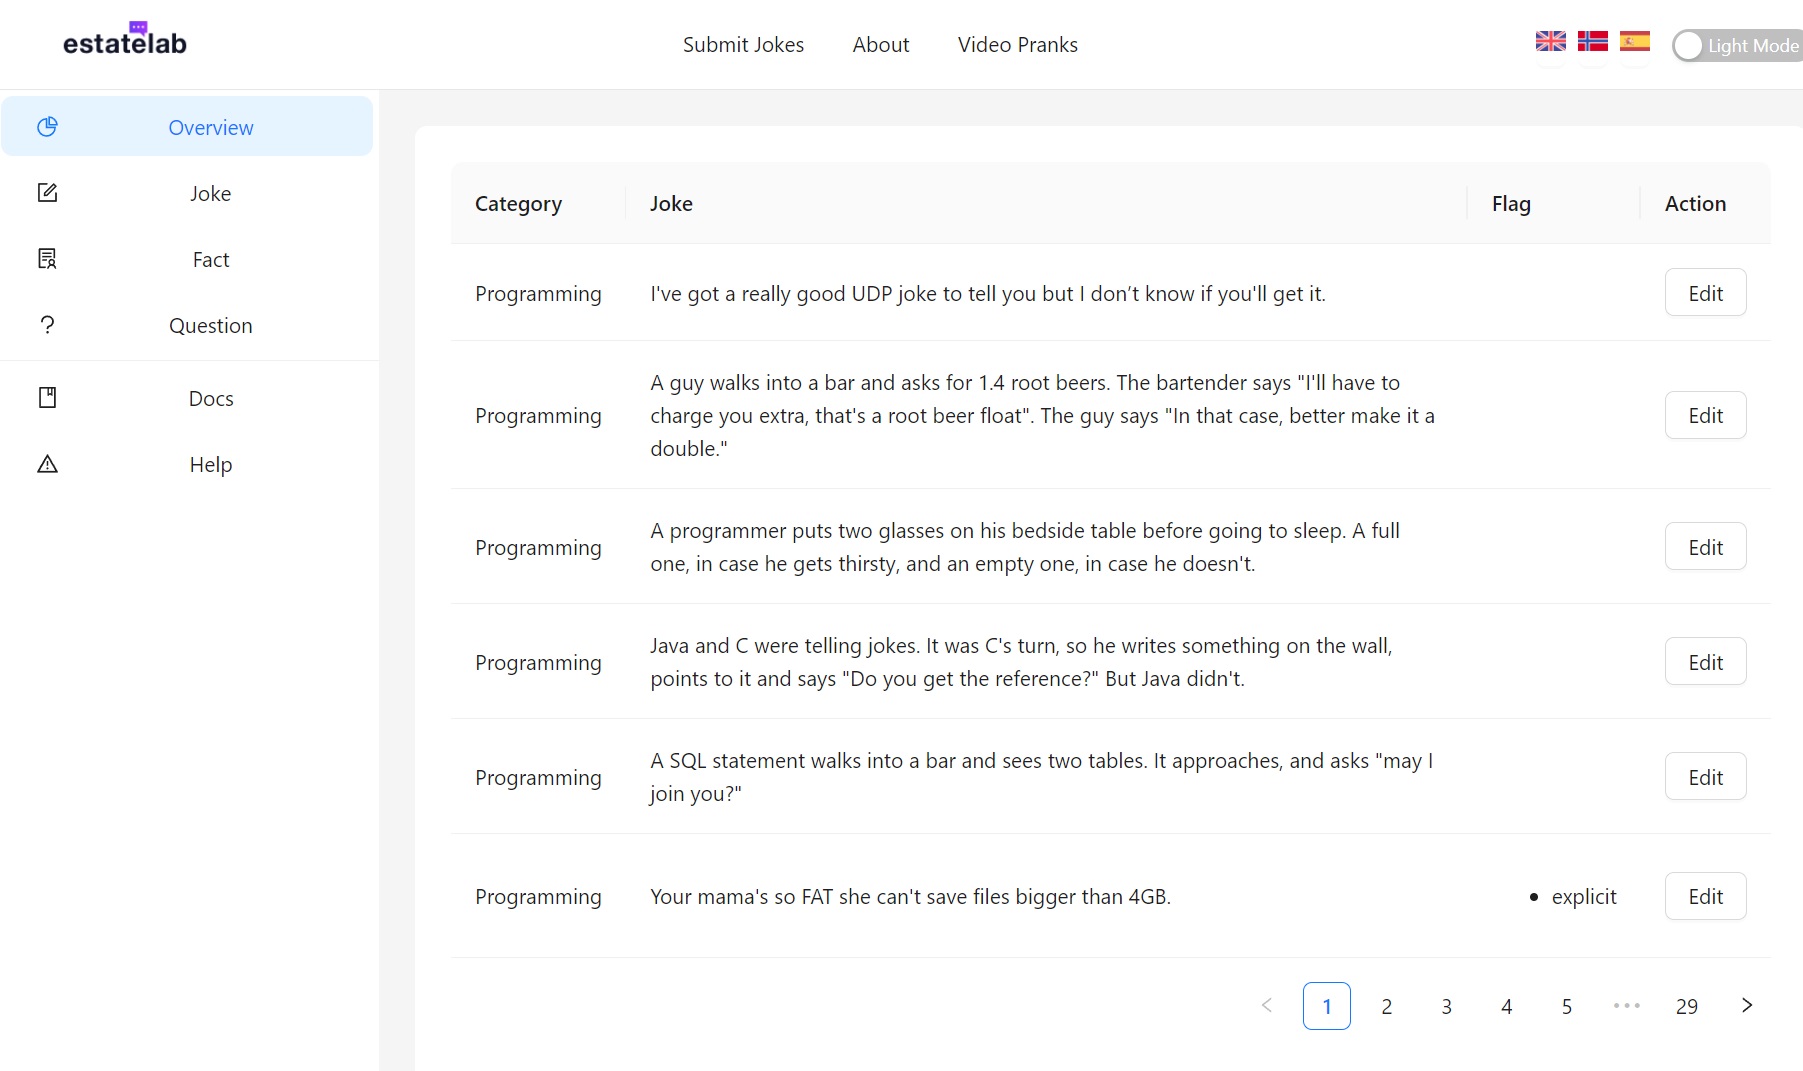 estatelab
Submit Jokes About Video Pranks
Light Mode
Overview
Joke
Fact
Question
Docs
Help
Category Joke Flag Action
Programming I've got a really good UDP joke to tell you but I don’t know if you'll get it. Edit
A guy walks into a bar and asks for 1.4 root beers. The bartender says "I'll have to
Programming charge you extra, that's a root beer float". The guy says "In that case, better make it a Edit
double."
A programmer puts two glasses on his bedside table before going to sleep. A full
Programming Edit
one, in case he gets thirsty, and an empty one, in case he doesn't.
Java and C were telling jokes. It was C's turn, so he writes something on the wall,
Programming Edit
points to it and says "Do you get the reference?" But Java didn't.
A SQL statement walks into a bar and sees two tables. It approaches, and asks "may I
Programming Edit
join you?"
Programming Your mama's so FAT she can't save files bigger than 4GB. • explicit Edit
< 1 2 3 4 5 ••• 29 >